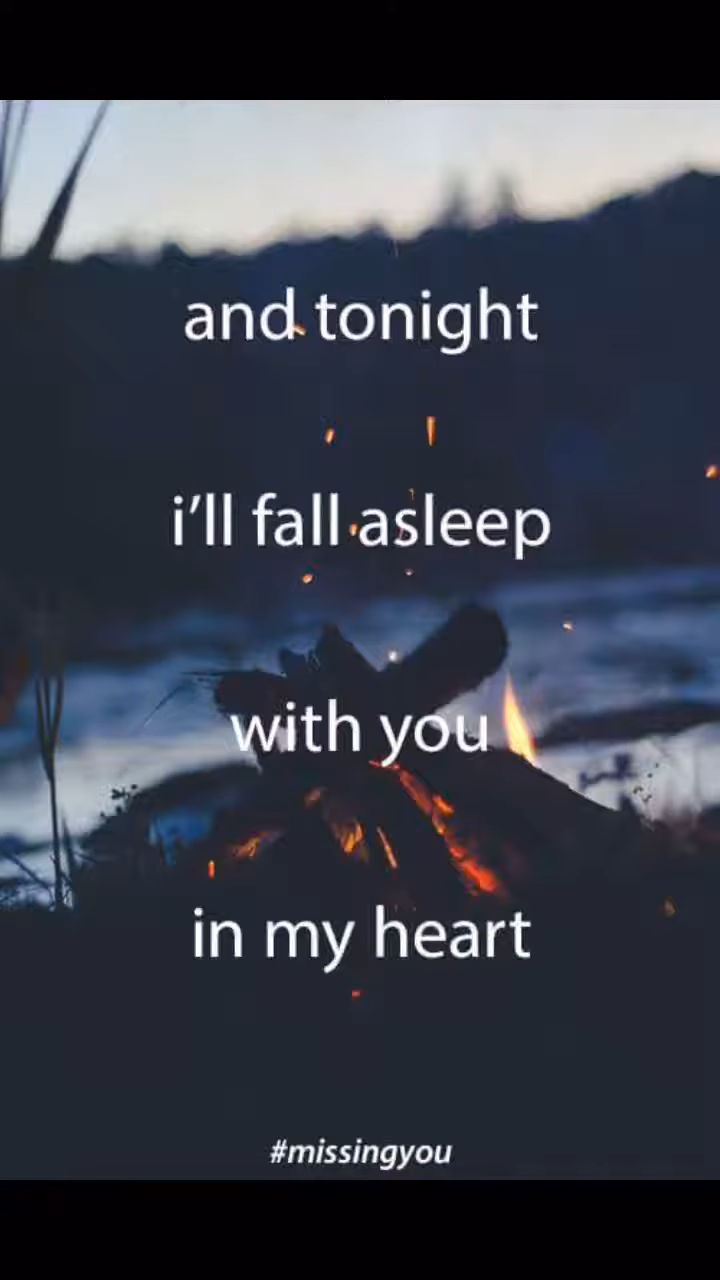 and tonight
i’ll fall asleep
with you
in my heart
#missingyou